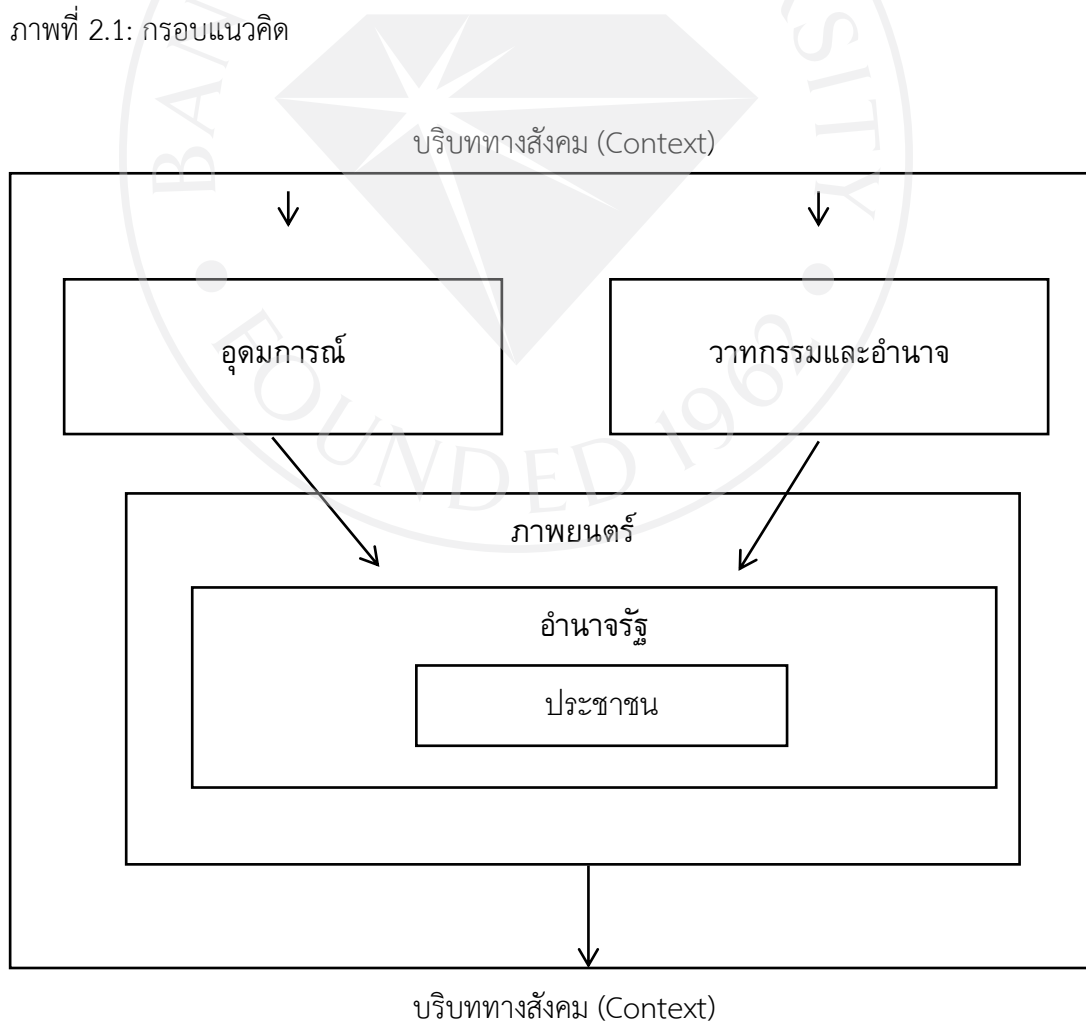 ภาพที่ 2.1: กรอบแนวคิด
บริบททางสังคม (Context)
อุดมการณ์
วาทกรรมและอำนาจ
ภาพยนตร์
อำนาจรัฐ
ประชาชน
บริบททางสังคม (Context)
FOUNDED 1962